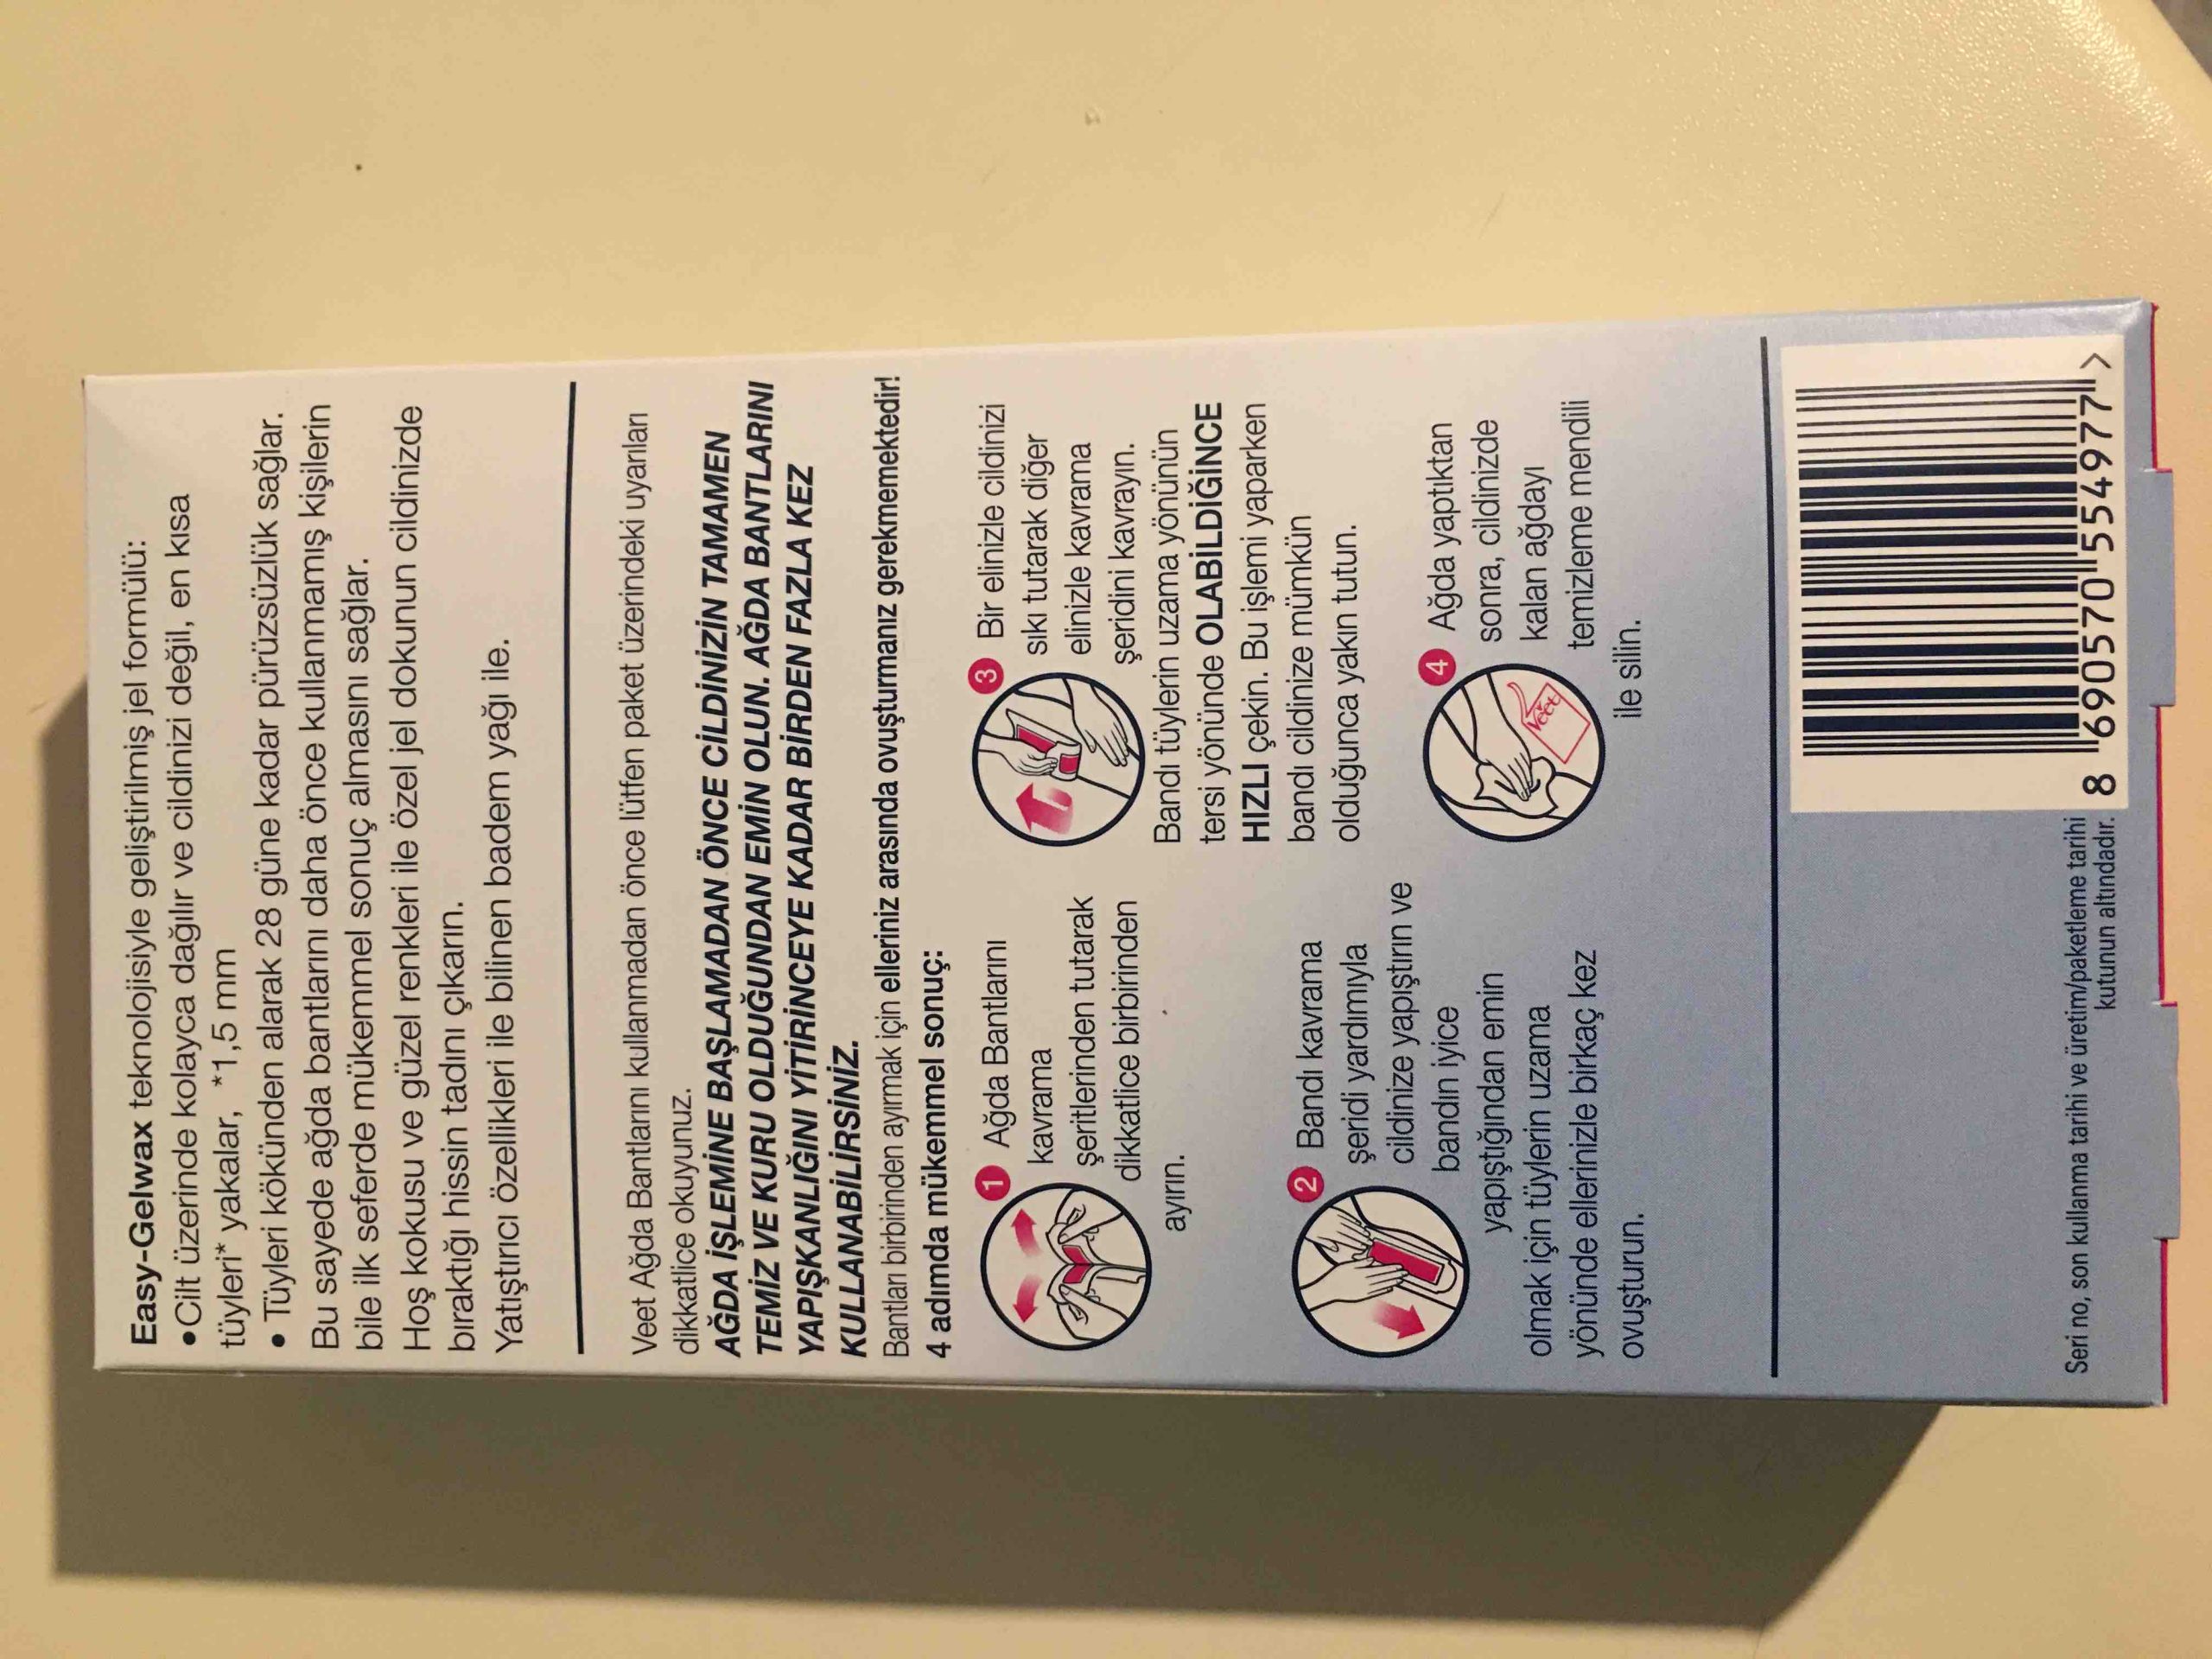 Easy-Gelwax teknolojisiyle geliştirilmiş jel formülü:
•Cilt üzerinde kolayca dağılır ve cildinizi değil, en kısa
tüyleri* yakalar, *1,5 mm
• Tüyleri kökünden alarak 28 güne kadar pürüzsüzlük sağlar.
Bu sayede ağda bantlarını daha önce kullanmamış kişilerin
bile ilk seferde mükemmel sonuç almasını sağlar.
Hoş kokusu ve güzel renkleri ile özel jel dokunun cildinizde
bıraktığı hissin tadını çıkarın.
Yatıştırıcı özellikleri ile bilinen badem yağı ile.
Veet Ağda Bantlarını kullanmadan önce lütfen paket üzerindeki uyarıları
dikkatlice okuyunuz.
AĞDA İŞLEMİNE BAŞLAMADAN ÖNCE CİLDİNİZİN TAMAMEN
TEMİZ VE KURU OLDUĞUNDAN EMİN OLUN. AĞDA BANTLARINI
YAPIŞKANLIĞINI YİTİRİNCEYE KADAR BİRDEN FAZLA KEZ
KULLANABİLİRSİNİZ.
Bantları birbirinden ayırmak için elleriniz arasında ovuşturmanız gerekmemektedir!
4 adımda mükemmel sonuç:
1 Ağda Bantlarını
kavrama
şeritlerinden tutarak
dikkatlice birbirinden
ayırın.
2 Bandı kavrama
şeridi yardımıyla
cildinize yapıştırın ve
bandın iyice
yapıştığından emin
olmak için tüylerin uzama
yönünde ellerinizle birkaç kez
ovuşturun.
3 Bir elinizle cildinizi
sıkı tutarak diğer
elinizle kavrama
şeridini kavrayın.
Bandı tüylerin uzama yönünün
tersi yönünde OLABİLDİĞİNCE
HIZLI çekin. Bu işlemi yaparken
bandı cildinize mümkün
olduğunca yakın tutun.
4 Ağda yaptıktan
sonra, cildinizde
kalan ağdayı
temizleme mendili
ile silin.
Veet
Seri no, son kullanma tarihi ve üretim/paketleme tarihi
kutunun altındadır.
8 690570 554977 >